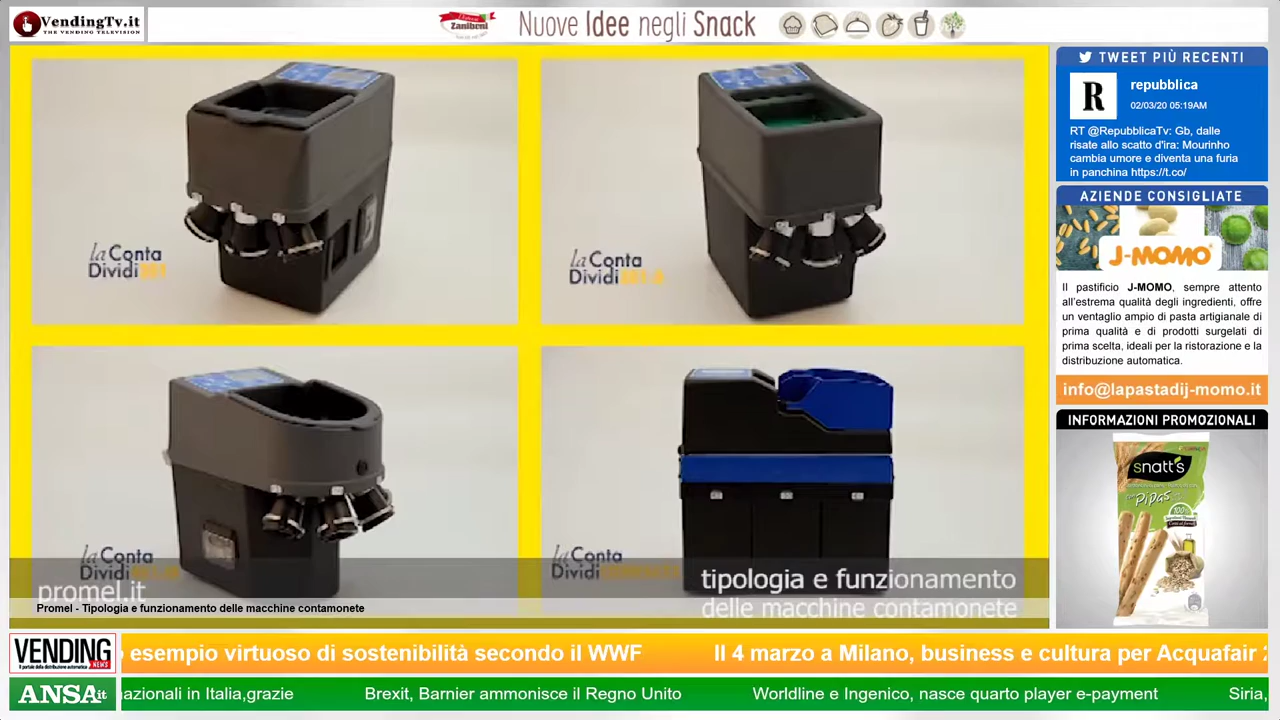 VendingTv.it
THE VENDING TELEVISION
Zaniboni
Nuove Idee negli Snack
la Conta
Dividi
la Conta
Dividi
la Conta
Dividi
la Conta
Dividi
promel.it
tipologia e funzionamento
delle macchine contamonete
Promel - Tipologia e funzionamento delle macchine contamonete
TWEET PIÙ RECENTI
R
repubblica
02/03/20 05:19AM
RT @RepubblicaTv: Gb, dalle
risate allo scatto d'ira: Mourinho
cambia umore e diventa una furia
in panchina https://t.co/
AZIENDE CONSIGLIATE
J-MOMO
Il pastificio J-MOMO, sempre attento
all'estrema qualità degli ingredienti, offre
un ventaglio ampio di pasta artigianale di
prima qualità e di prodotti surgelati di
prima scelta, ideali per la ristorazione e la
distribuzione automatica.
info@lapastadij-momo.it
INFORMAZIONI PROMOZIONALI
snatt's
Pipas
VENDING
NEWS
Il portale della distribuzione automatica
esempio virtuoso di sostenibilità secondo il WWF
Il 4 marzo a Milano, business e cultura per Acquafair
ANSA.it
nazionali in Italia,grazie
Brexit, Barnier ammonisce il Regno Unito
Worldline e Ingenico, nasce quarto player e-payment
Siria,